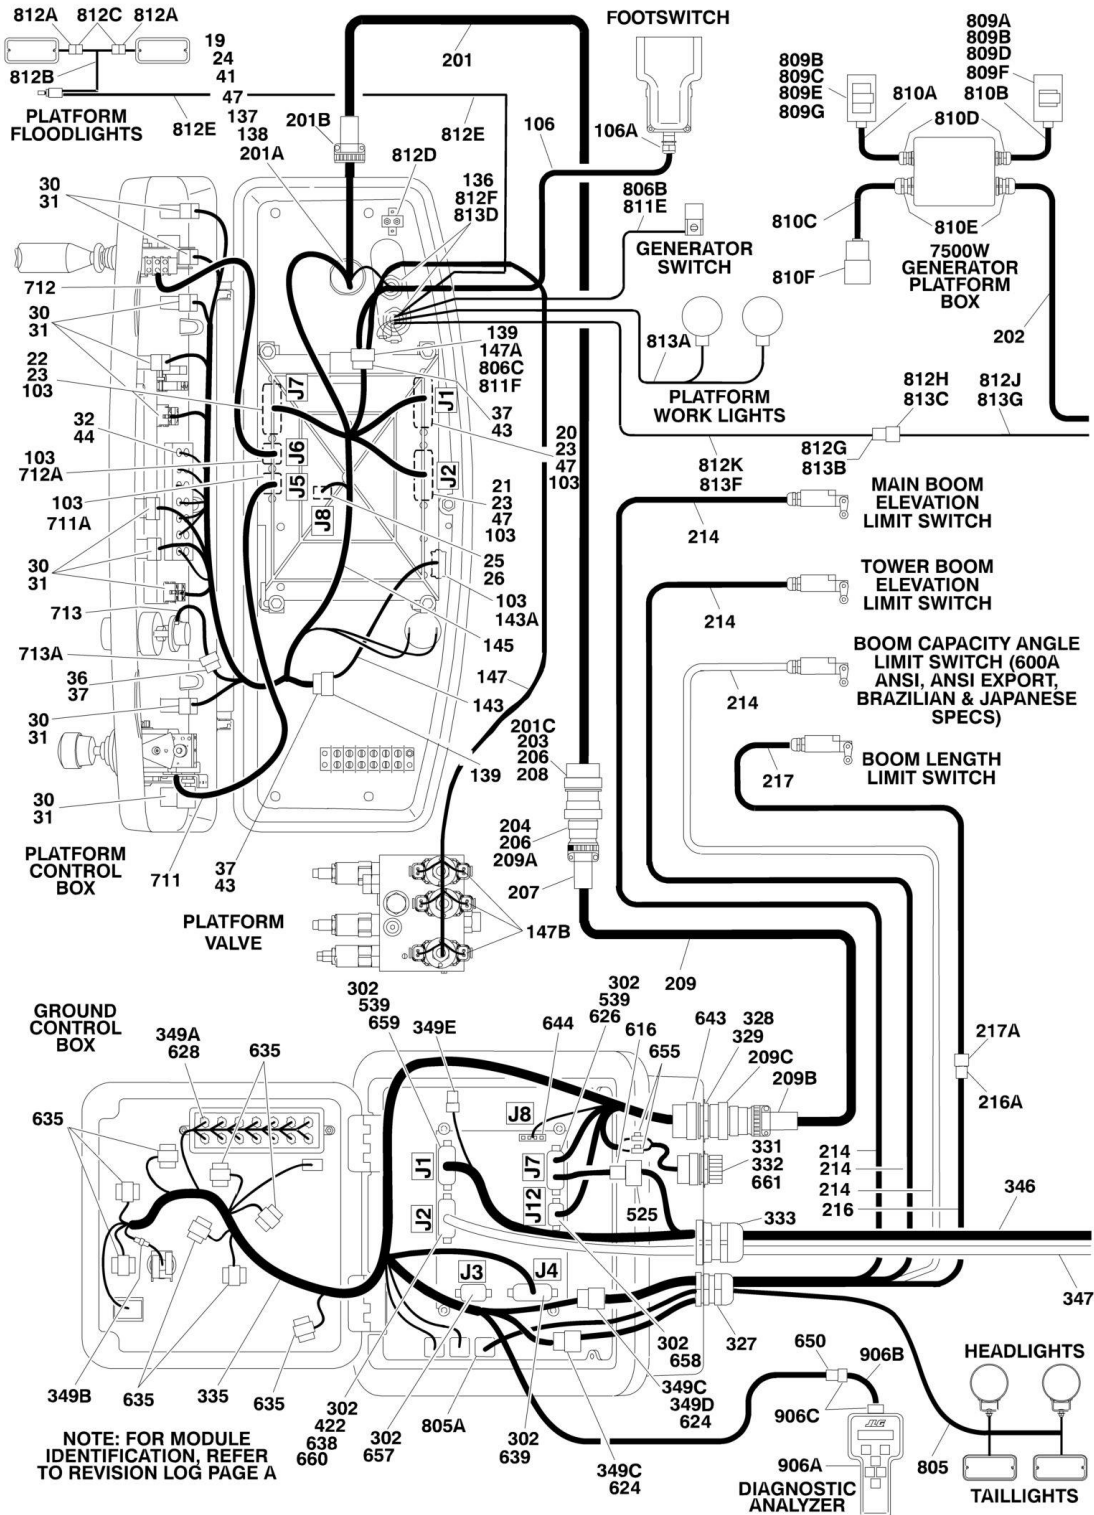 812A 812C 812A
812B
PLATFORM
FLOODLIGHTS
812E
19
24
41
47
137
138
201A
201B
201
812E
812D
136
812F
813D
FOOTSWITCH
106
106A
806B
811E
GENERATOR
SWITCH
809B
809C
809E
809G
809A
809B
809D
809F
810A
810B
810D
810C
810E
810F
7500W
GENERATOR
PLATFORM
BOX
202
30
31
712
30
31
22
23
103
32
44
103
712A
103
711A
30
31
713
713A
36
37
30
31
30
31
PLATFORM
CONTROL
BOX
711
37
43
J7
J6
J5
J8
J1
J2
139
147A
806C
811F
37
43
20
23
47
103
21
23
47
103
25
26
103
143A
145
147
143
139
813A
PLATFORM
WORK LIGHTS
812H
813C
812J
813G
812G
813B
812K
813F
MAIN BOOM
ELEVATION
LIMIT SWITCH
214
TOWER BOOM
ELEVATION
LIMIT SWITCH
214
BOOM CAPACITY ANGLE
LIMIT SWITCH (600A
ANSI, ANSI EXPORT,
BRAZILIAN & JAPANESE
SPECS)
214
BOOM LENGTH
LIMIT SWITCH
217
201C
203
206
208
204
206
209A
207
PLATFORM
VALVE
147B
209
217A
216A
GROUND
CONTROL
BOX
349A
628
635
635
302
539
659
349E
644
302
539
626
616
655
643
328
329
209C
209B
J8
J1
J7
J2
J12
J3
J4
331
332
661
525
333
214
214
214
216
346
347
327
302
658
349C
349D
624
349B
635
335
635
302
422
638
660
302
657
805A
302
639
349C
624
650
906B
906C
906A
JLG
DIAGNOSTIC
ANALYZER
HEADLIGHTS
805
TAILLIGHTS
NOTE: FOR MODULE
IDENTIFICATION, REFER
TO REVISION LOG PAGE A